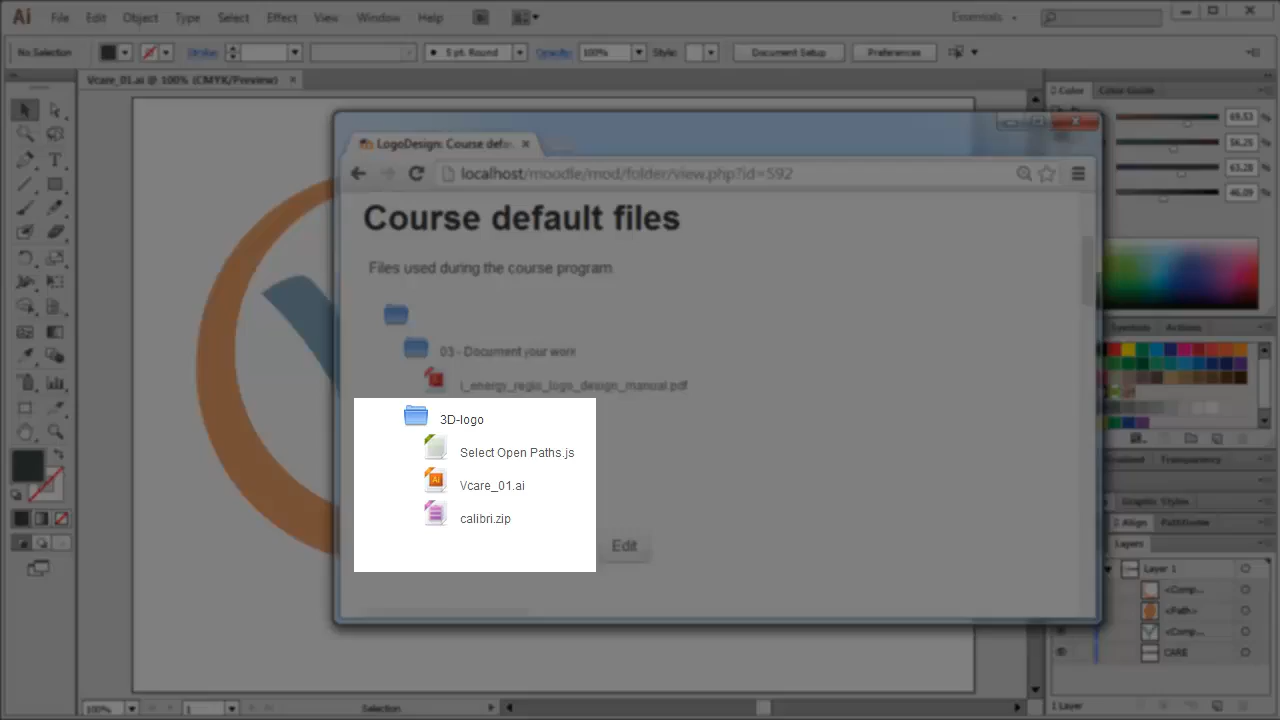 Ai File Edit Object Type Select Effect View Window Help Br Essentials
No Selection Stroke: 5 pt. Round Opacity: 100% Style: Document Setup Preferences
Vcare_01.ai @ 100% (CMYK/Preview) ×
Color Color Guide
69.53 %
56.25 %
63.28 %
46.09 %
LogoDesign: Course defa ×
localhost/moodle/mod/folder/view.php?id=592
Course default files
Files used during the course program
03 - Document your work
i_energy_regio_logo_design_manual.pdf
3D-logo
Select Open Paths.js
Vcare_01.ai
calibri.zip
Edit
Symbols Actions
Transparency
Graphic Styles
Align Pathfinder
Layers
Layer 1
<Comp...
<Path>
<Comp...
CARE
1 Layer
100% 1 Selection